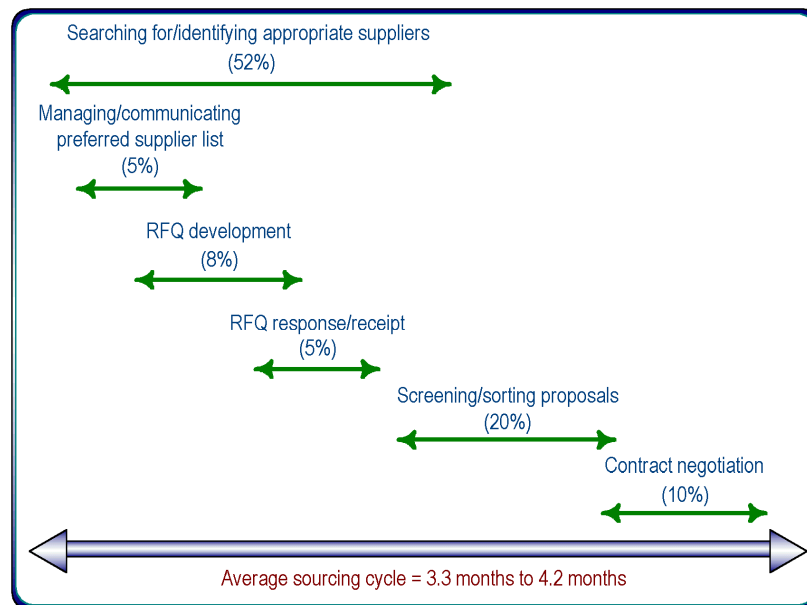 Searching for/identifying appropriate suppliers
(52%)
Managing/communicating
preferred supplier list
(5%)
RFQ development
(8%)
RFQ response/receipt
(5%)
Screening/sorting proposals
(20%)
Contract negotiation
(10%)
Average sourcing cycle = 3.3 months to 4.2 months